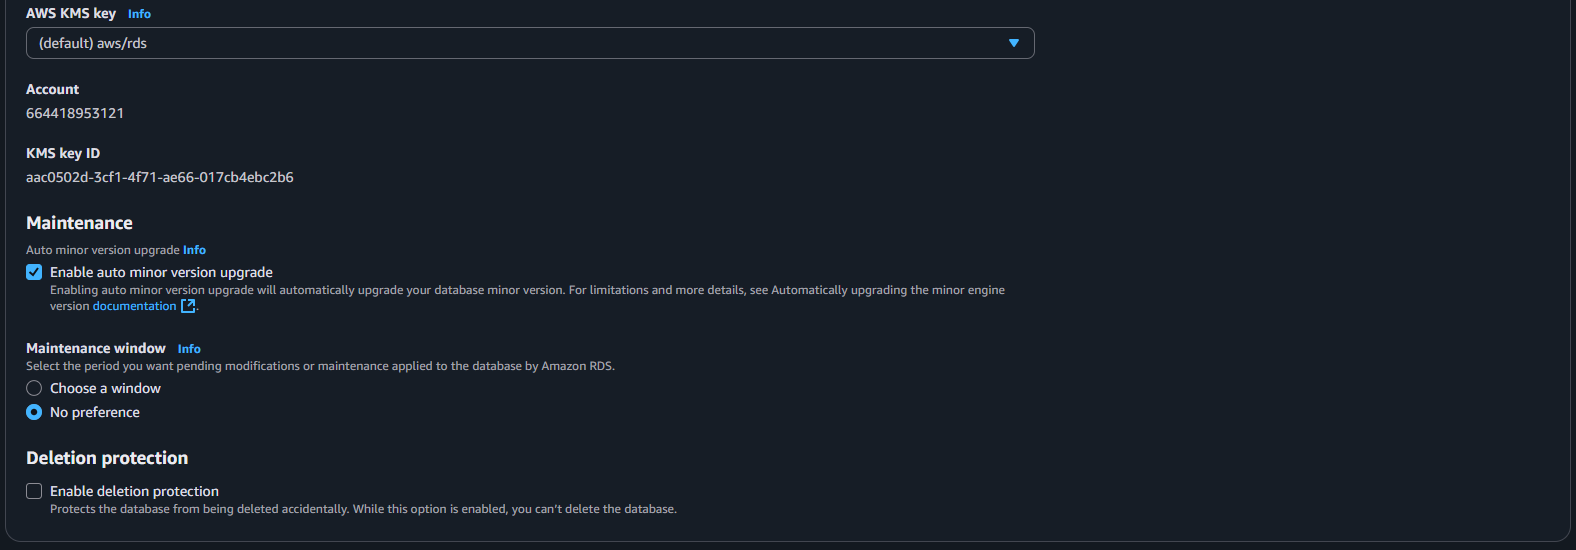 AWS KMS key Info
(default) aws/rds
Account
664418953121
KMS key ID
aac0502d-3cf1-4f71-ae66-017cb4ebc2b6
Maintenance
Auto minor version upgrade Info
Enable auto minor version upgrade
Enabling auto minor version upgrade will automatically upgrade your database minor version. For limitations and more details, see Automatically upgrading the minor engine
version documentation.
Maintenance window Info
Select the period you want pending modifications or maintenance applied to the database by Amazon RDS.
Choose a window
No preference
Deletion protection
Enable deletion protection
Protects the database from being deleted accidentally. While this option is enabled, you can’t delete the database.